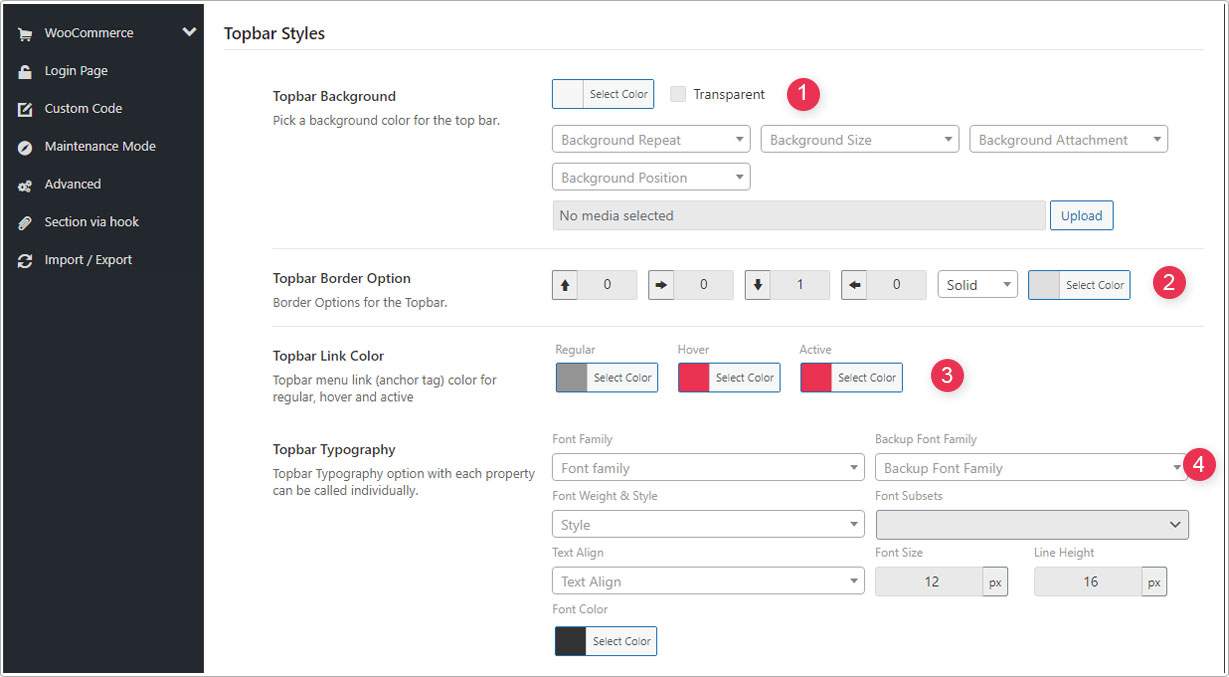 WooCommerce
Login Page
Custom Code
Maintenance Mode
Advanced
Section via hook
Import / Export
Topbar Styles
Topbar Background
Pick a background color for the top bar.
Select Color Transparent 1
Background Repeat Background Size Background Attachment
Background Position
No media selected Upload
Topbar Border Option
Border Options for the Topbar.
0 0 1 0 Solid Select Color 2
Topbar Link Color
Topbar menu link (anchor tag) color for
regular, hover and active
Regular Hover Active
Select Color Select Color Select Color 3
Topbar Typography
Topbar Typography option with each property
can be called individually.
Font Family Backup Font Family
Font family Backup Font Family 4
Font Weight & Style Font Subsets
Style
Text Align Font Size Line Height
Text Align 12 px 16 px
Font Color
Select Color